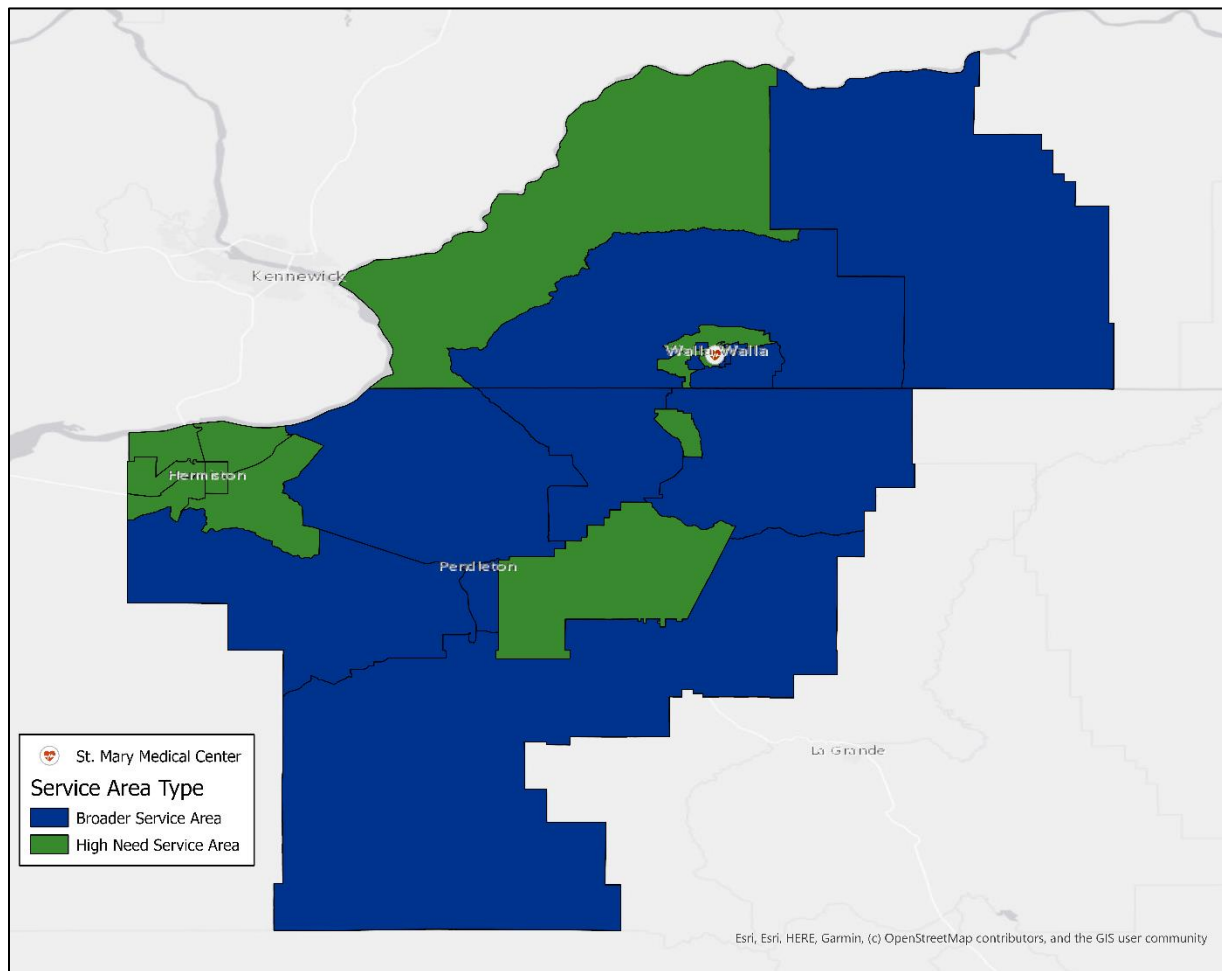 Kennewick
Walla Walla
Hermiston
Pendleton
La Grande
St. Mary Medical Center
Service Area Type
Broader Service Area
High Need Service Area
Esri, Esri, HERE, Garmin, (c) OpenStreetMap contributors, and the GIS user community